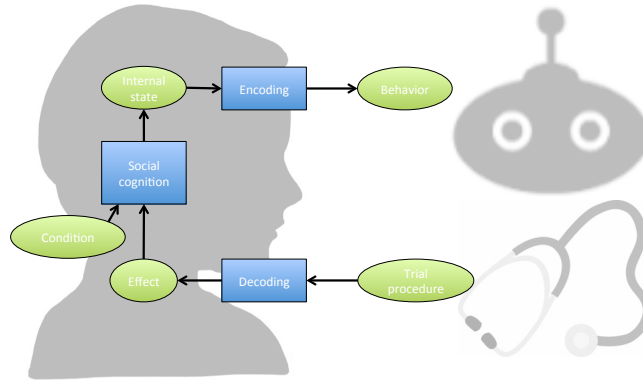 Internal
state
Encoding
Behavior
Social
cognition
Condition
Effect
Decoding
Trial
procedure